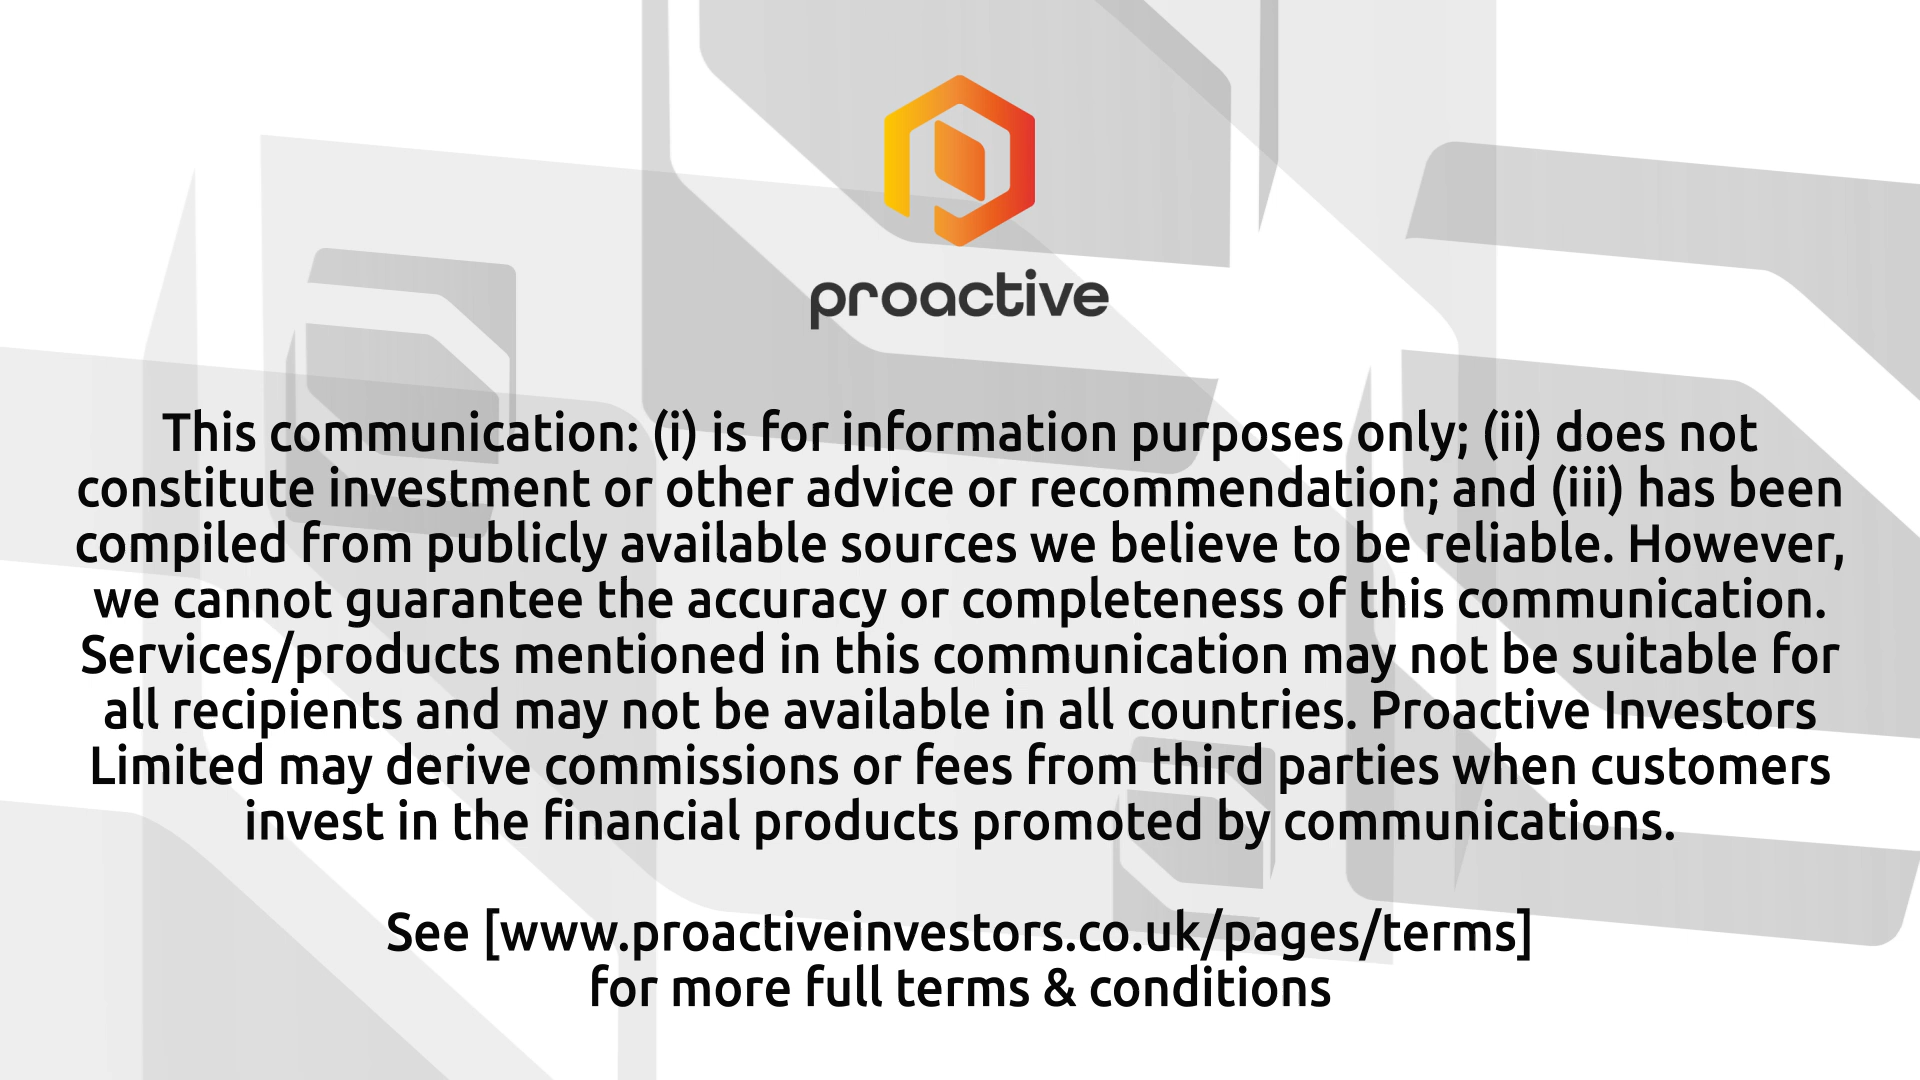 proactive
This communication: (i) is for information purposes only; (ii) does not
constitute investment or other advice or recommendation; and (iii) has been
compiled from publicly available sources we believe to be reliable. However,
we cannot guarantee the accuracy or completeness of this communication.
Services/products mentioned in this communication may not be suitable for
all recipients and may not be available in all countries. Proactive Investors
Limited may derive commissions or fees from third parties when customers
invest in the financial products promoted by communications.
See [www.proactiveinvestors.co.uk/pages/terms]
for more full terms & conditions